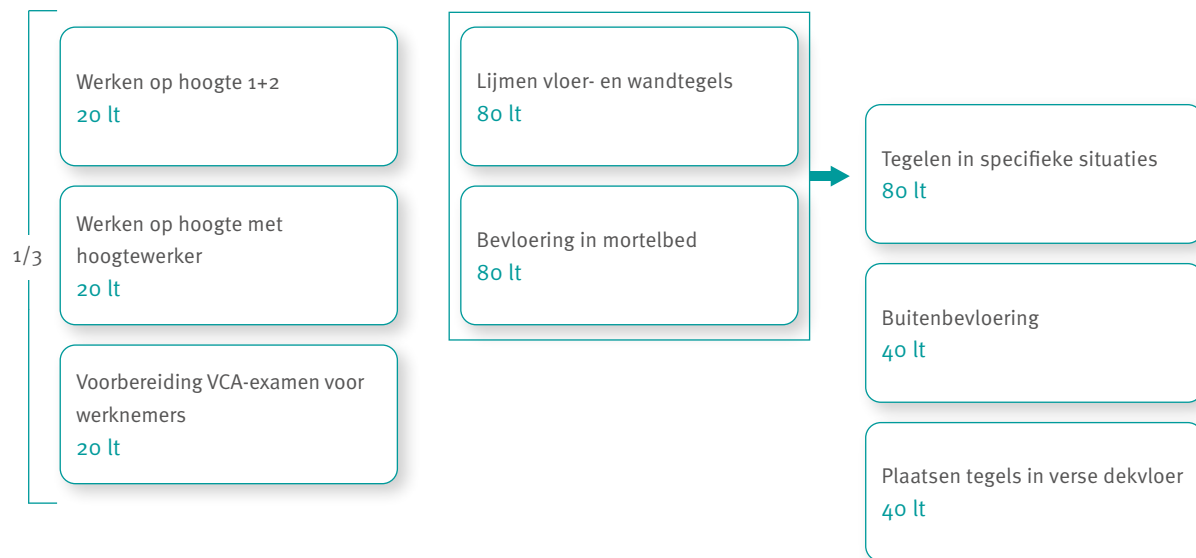 1/3
Werken op hoogte 1+2
20 lt
Werken op hoogte met
hoogtewerker
20 lt
Voorbereiding VCA-examen voor
werknemers
20 lt
Lijmen vloer- en wandtegels
80 lt
Bevloering in mortelbed
80 lt
Tegelen in specifieke situaties
80 lt
Buitenbevloering
40 lt
Plaatsen tegels in verse dekvloer
40 lt